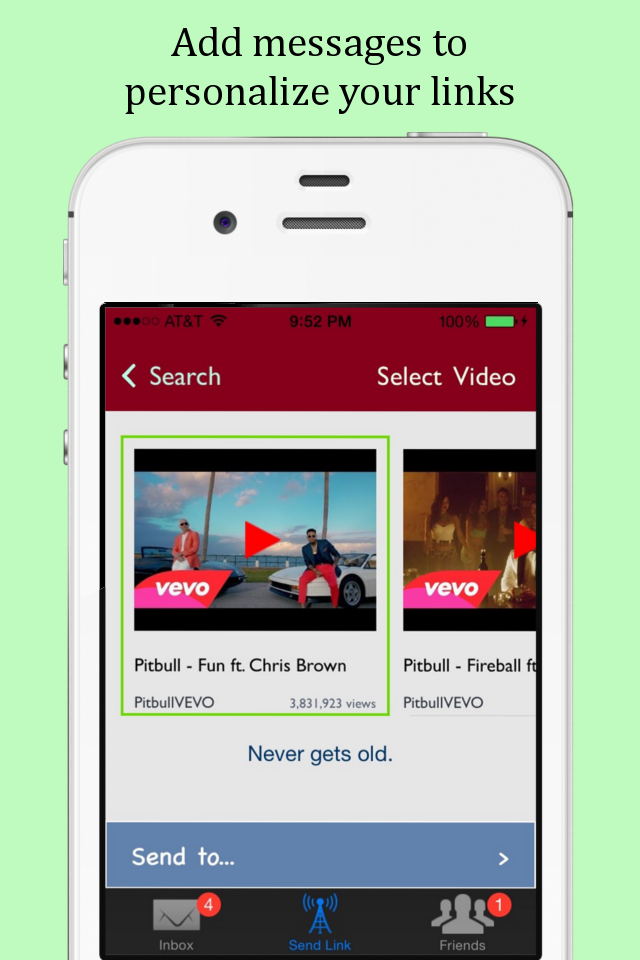 Add messages to
personalize your links
AT&T 9:52 PM 100%
Search Select Video
vevo vevo
Pitbull - Fun ft. Chris Brown Pitbull - Fireball ft
PitbullVEVO 3,831,923 views PitbullVEVO
Never gets old.
Send to... >
4 1
Inbox Send Link Friends